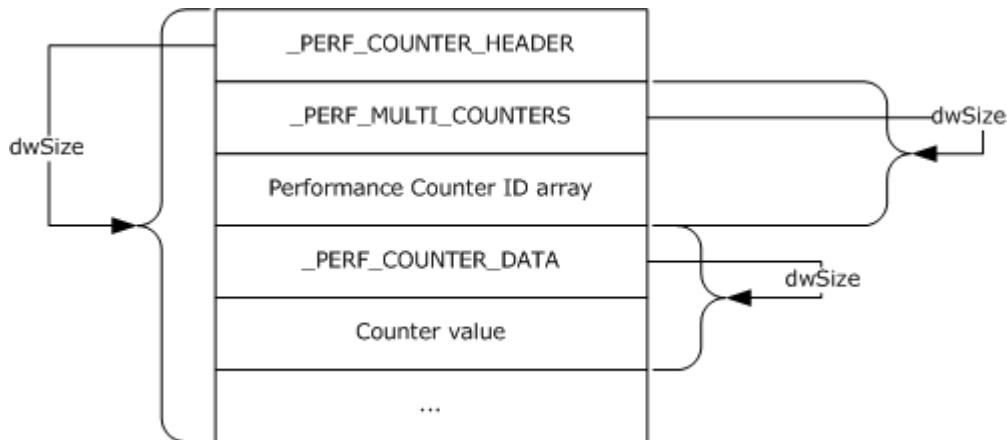 _PERF_COUNTER_HEADER
_PERF_MULTI_COUNTERS
dwSize
dwSize
Performance Counter ID array
_PERF_COUNTER_DATA
dwSize
Counter value
...